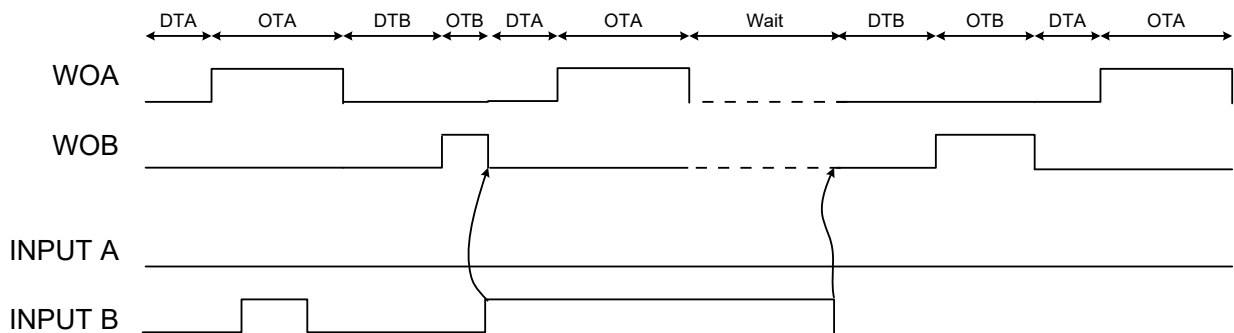 DTA OTA DTB OTB DTA OTA Wait DTB OTB DTA OTA
WOA
WOB
INPUT A
INPUT B